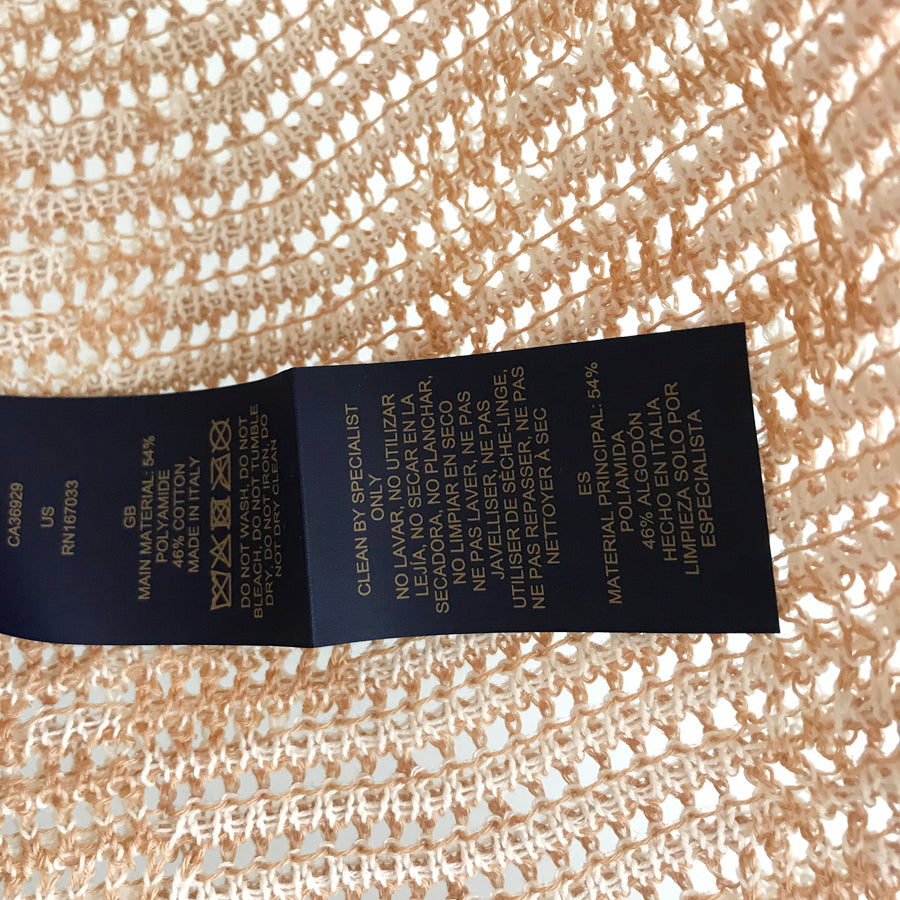 CA36929
US
RN167033
GB
MAIN MATERIAL: 54%
POLYAMIDE
46% COTTON
MADE IN ITALY
DO NOT WASH, DO NOT
BLEACH, DO NOT TUMBLE
DRY, DO NOT IRON, DO
NOT DRY CLEAN
CLEAN BY SPECIALIST
ONLY
NO LAVAR, NO UTILIZAR
LEJÍA, NO SECAR EN LA
SECADORA, NO PLANCHAR,
NO LIMPIAR EN SECO
NE PAS LAVER, NE PAS
JAVELLISER, NE PAS
UTILISER DE SÈCHE-LINGE,
NE PAS REPASSER, NE PAS
NETTOYER À SEC
ES
MATERIAL PRINCIPAL: 54%
POLIAMIDA
46% ALGODÓN
HECHO EN ITALIA
LIMPIEZA SOLO POR
ESPECIALISTA